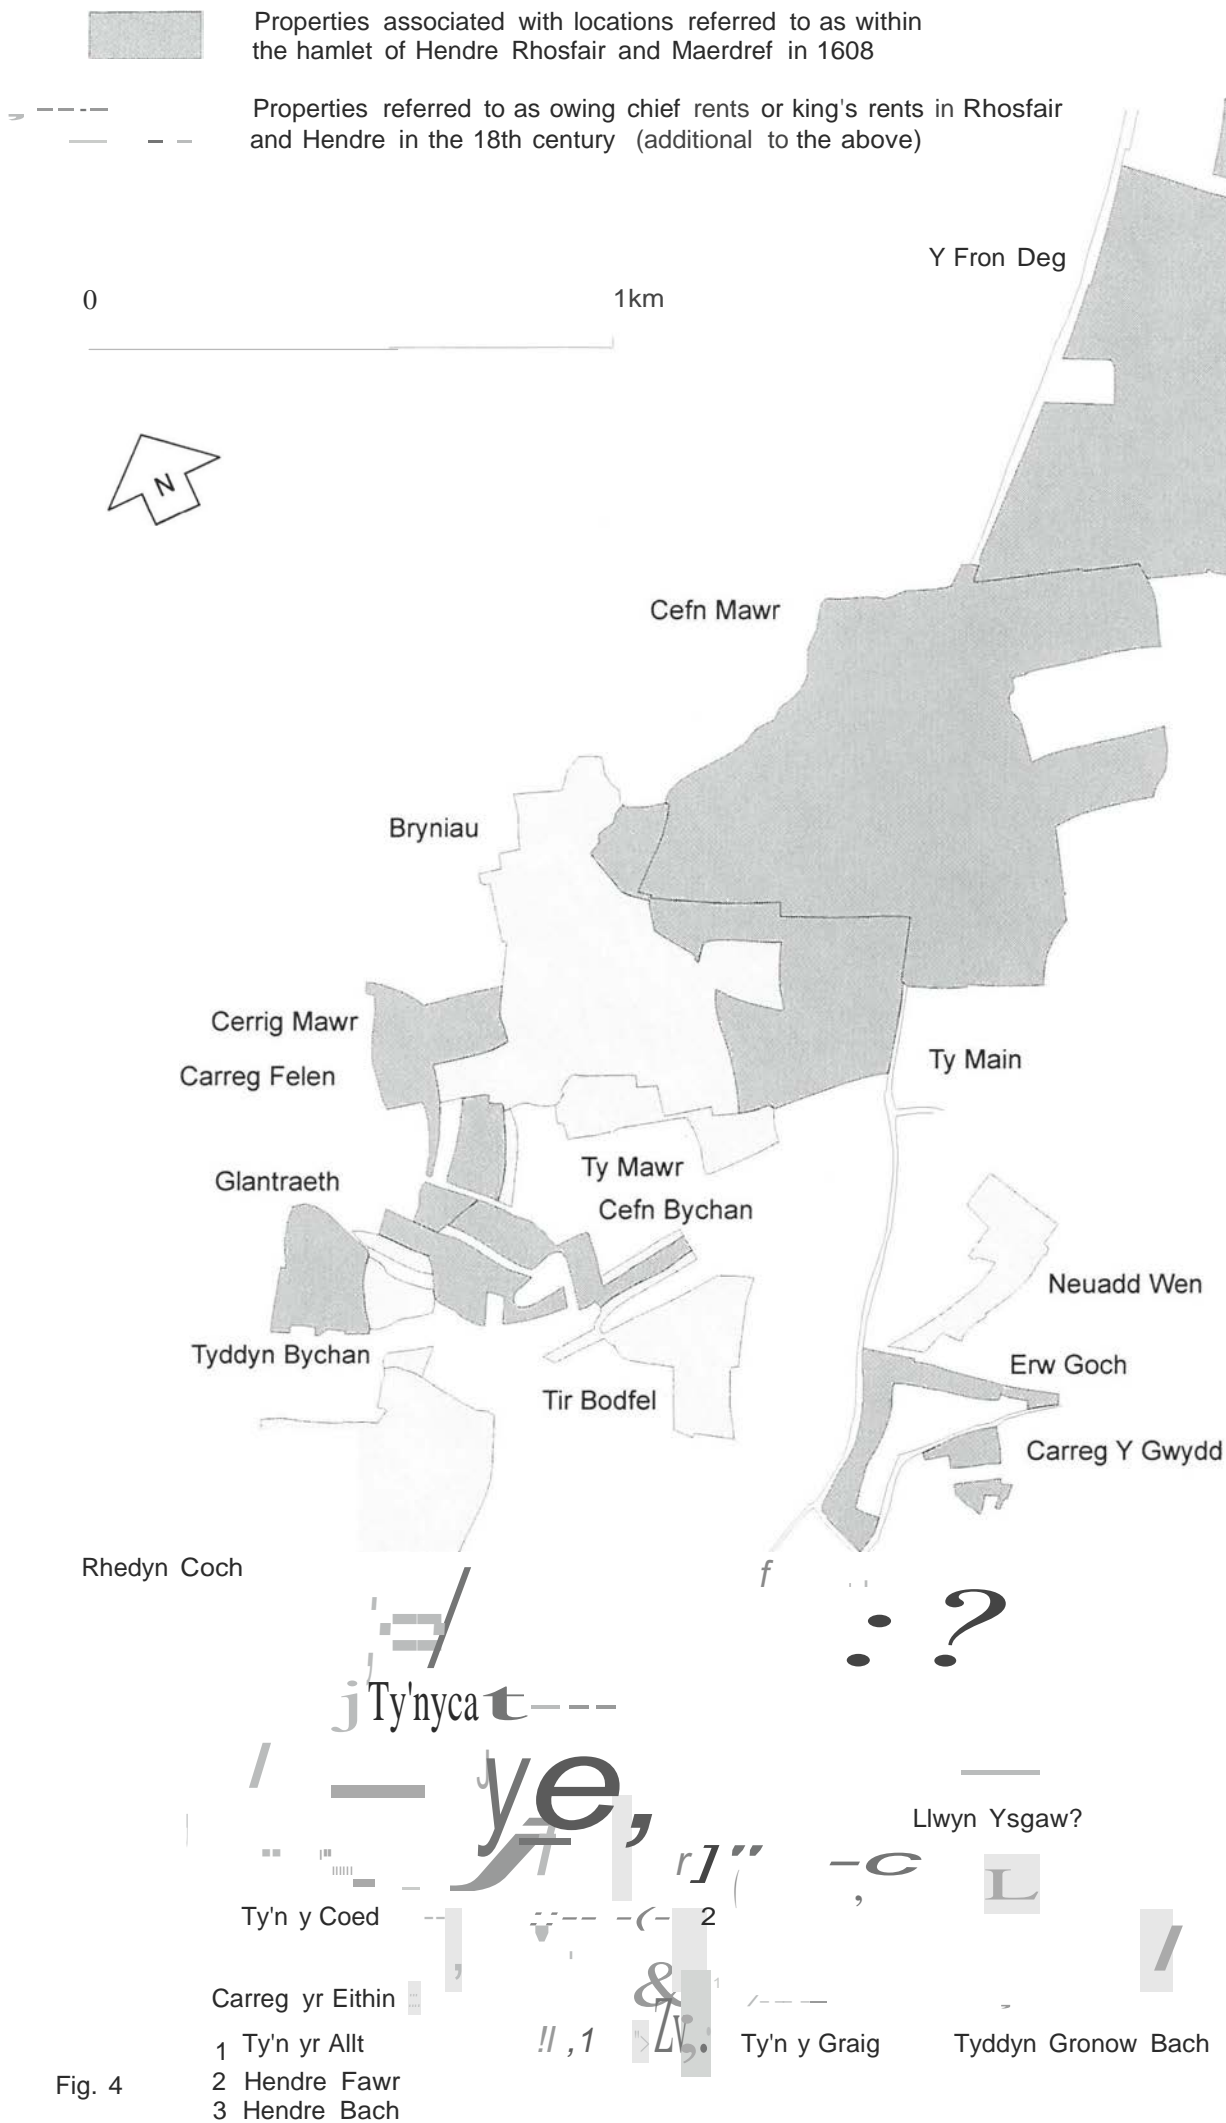 Properties associated with locations referred to as within
the hamlet of Hendre Rhosfair and Maerdref in 1608
Properties referred to as owing chief rents or king's rents in Rhosfair
and Hendre in the 18th century (additional to the above)
Y Fron Deg
0 1km
N
Cefn Mawr
Bryniau
Cerrig Mawr
Carreg Felen
Ty Main
Ty Mawr
Glantraeth
Cefn Bychan
Neuadd Wen
Tyddyn Bychan
Erw Goch
Tir Bodfel
Carreg Y Gwydd
Rhedyn Coch
Ty'nyca
Llwyn Ysgaw?
Ty'n y Coed
2
Carreg yr Eithin
Ty'n y Graig
Tyddyn Gronow Bach
1 Ty'n yr Allt
2 Hendre Fawr
3 Hendre Bach
Fig. 4